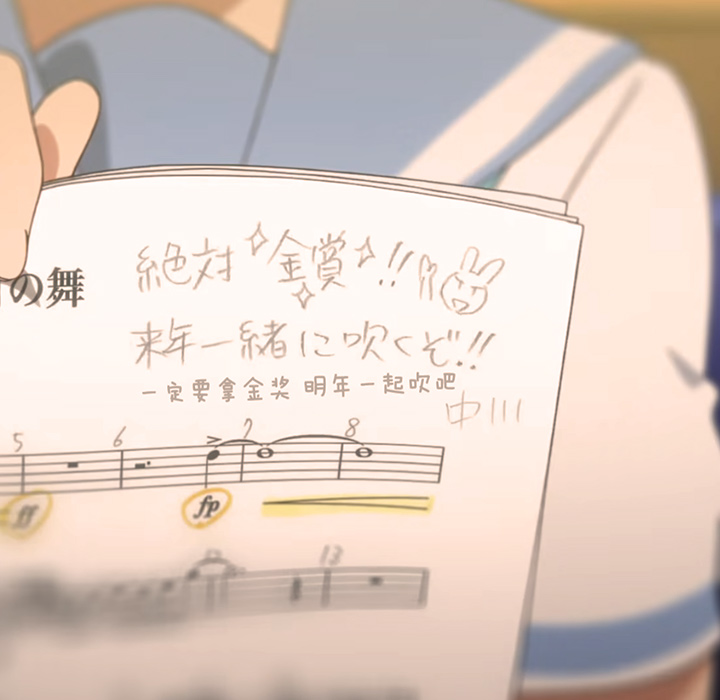 絶対金賞!!
の舞
来年一緒に吹くぞ!!
一定要拿金奖 明年一起吹吧
中川
5 6 7 8
ff fp
13